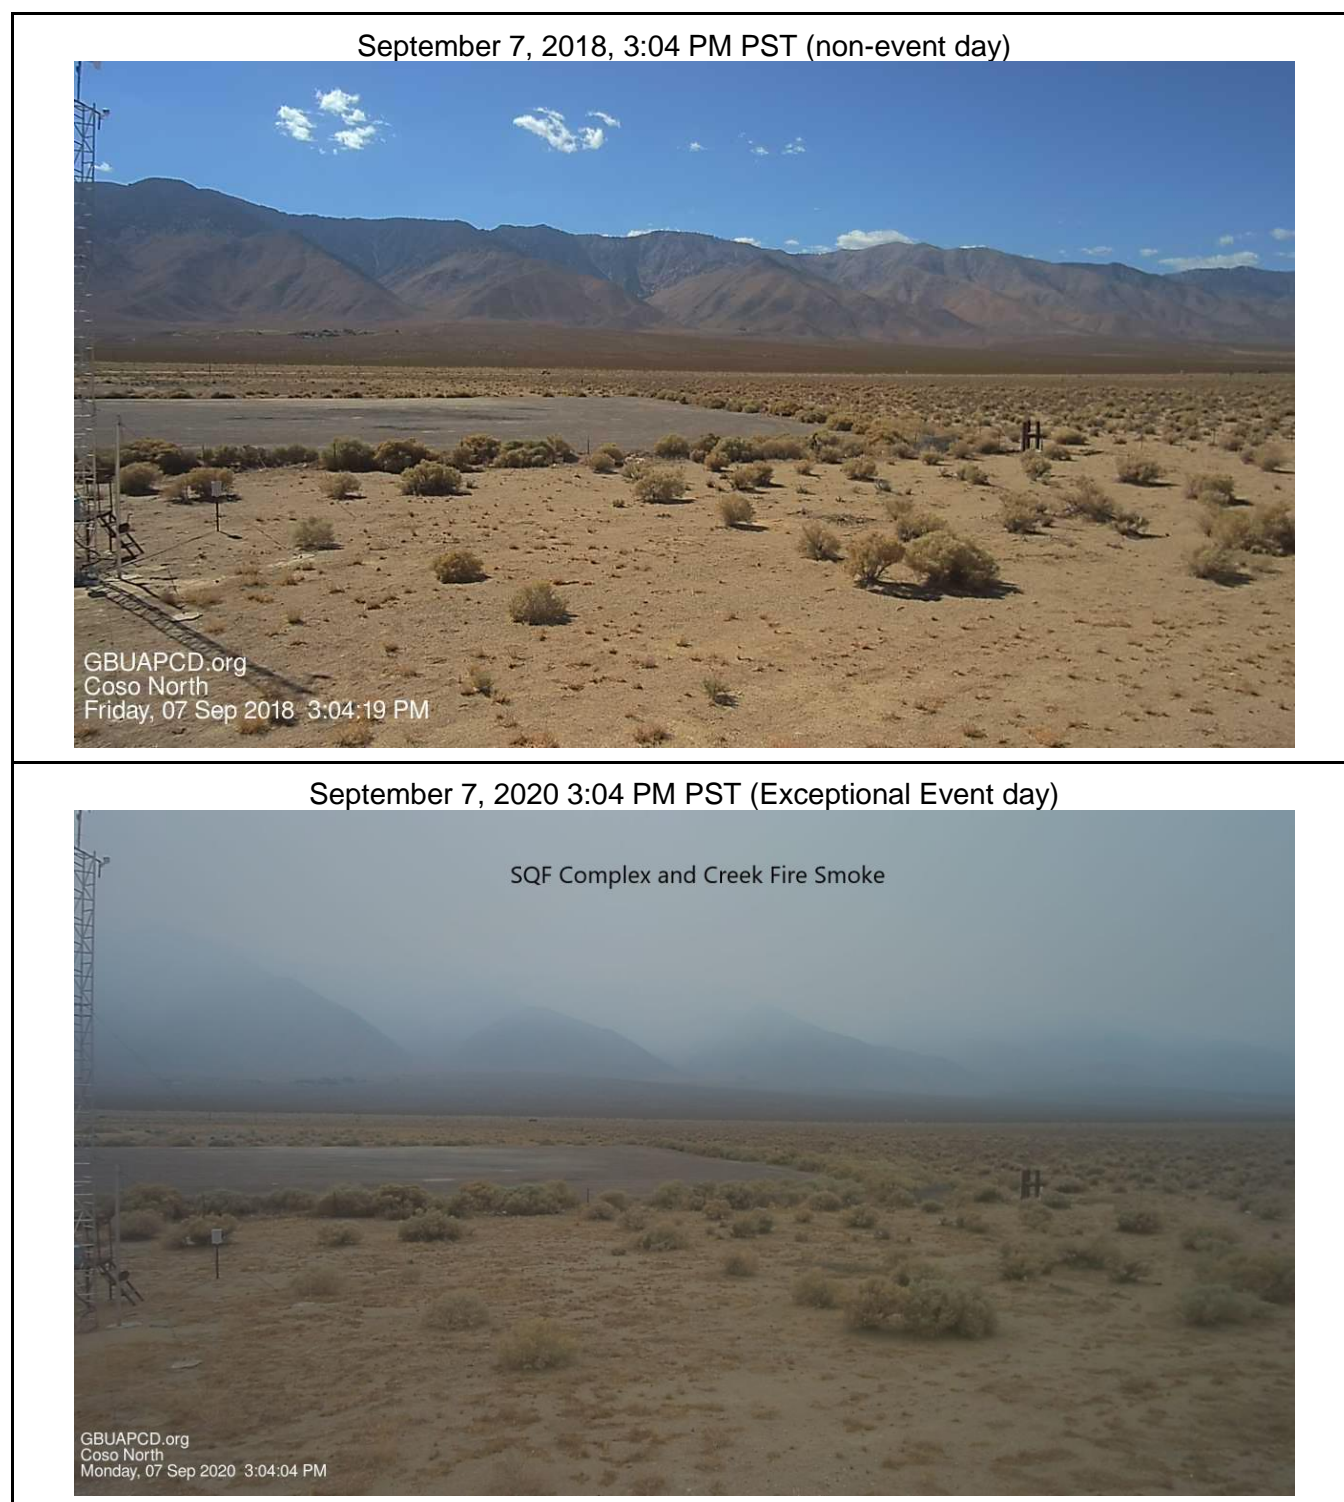 September 7, 2018, 3:04 PM PST (non-event day)
GBUAPCD.org
Coso North
Friday, 07 Sep 2018 3:04:19 PM
September 7, 2020 3:04 PM PST (Exceptional Event day)
SQF Complex and Creek Fire Smoke
GBUAPCD.org
Coso North
Monday, 07 Sep 2020 3:04:04 PM